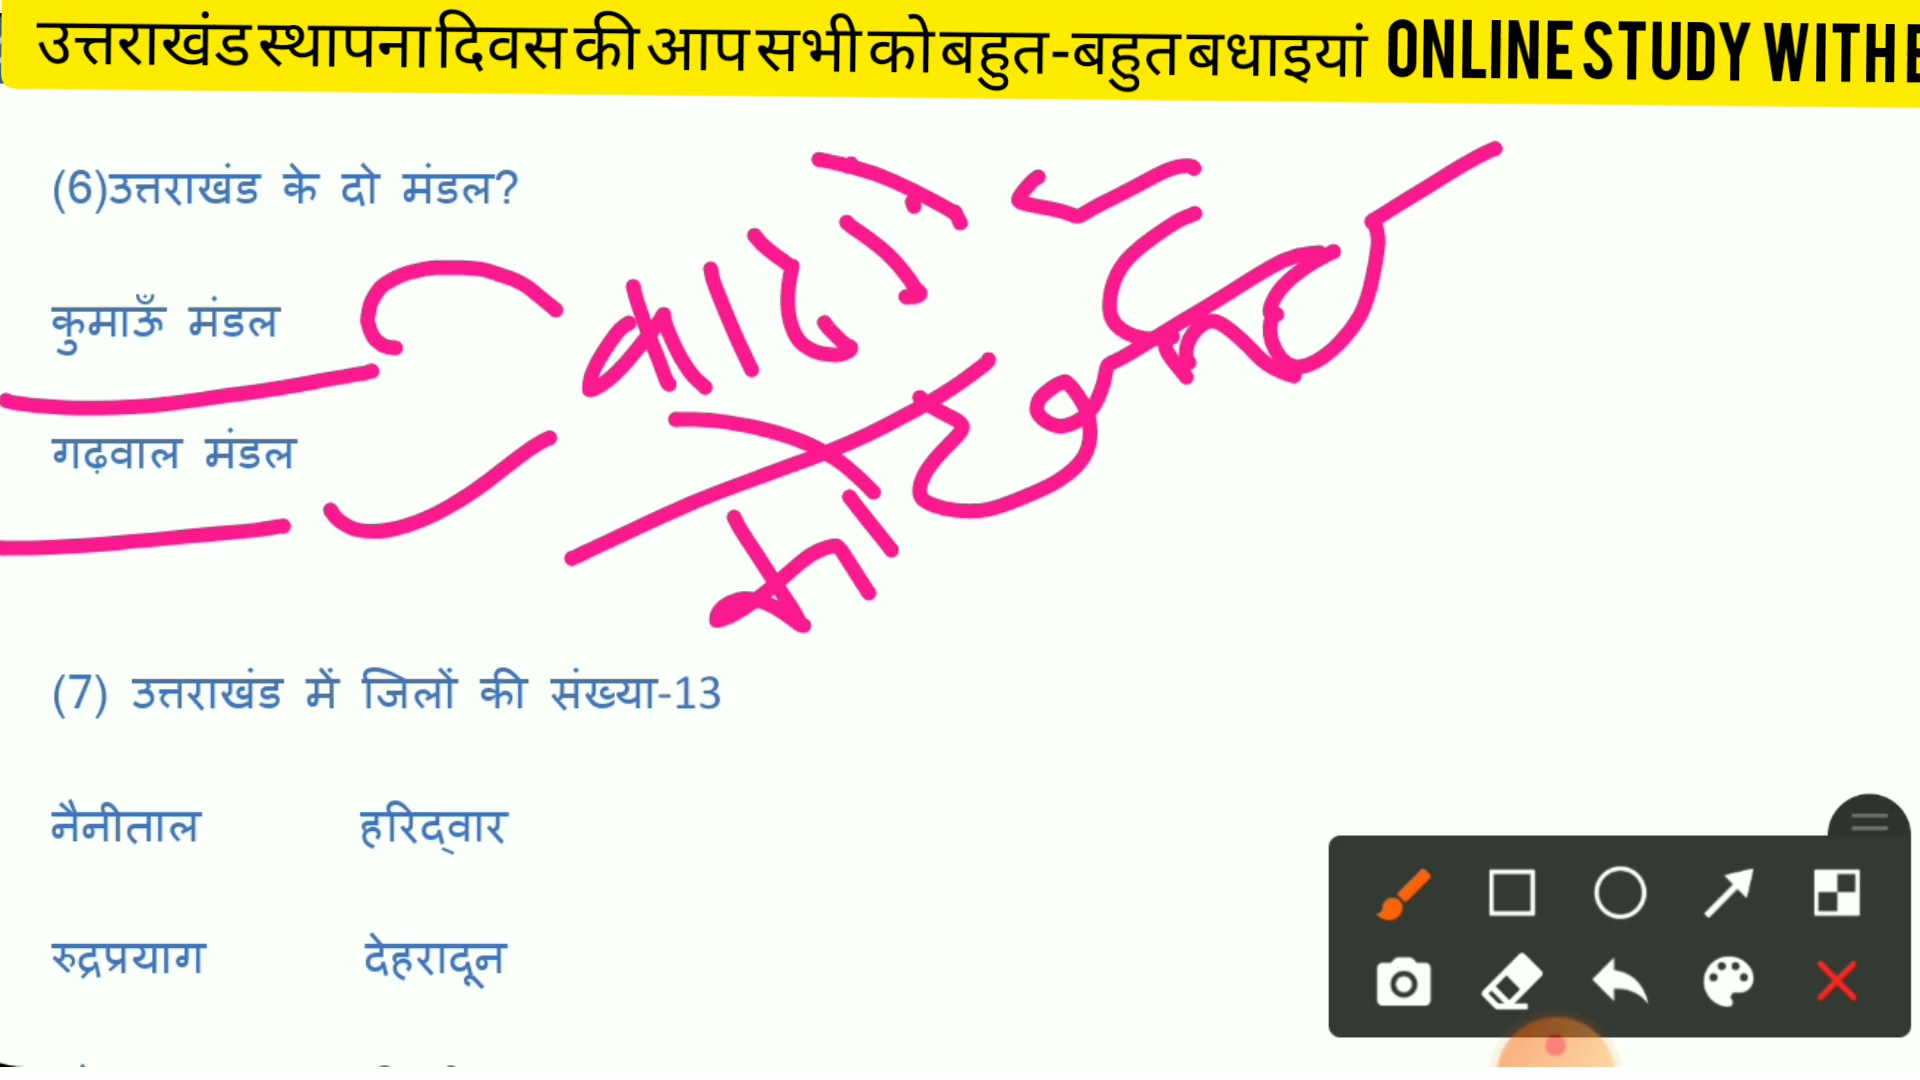 उत्तराखंड स्थापना दिवस की आप सभी को बहुत-बहुत बधाइयां ONLINE STUDY WITH
(6)उत्तराखंड के दो मंडल?
कुमाऊँ मंडल
गढ़वाल मंडल
(7) उत्तराखंड में जिलों की संख्या-13
नैनीताल हरिद्वार
रुद्रप्रयाग देहरादून